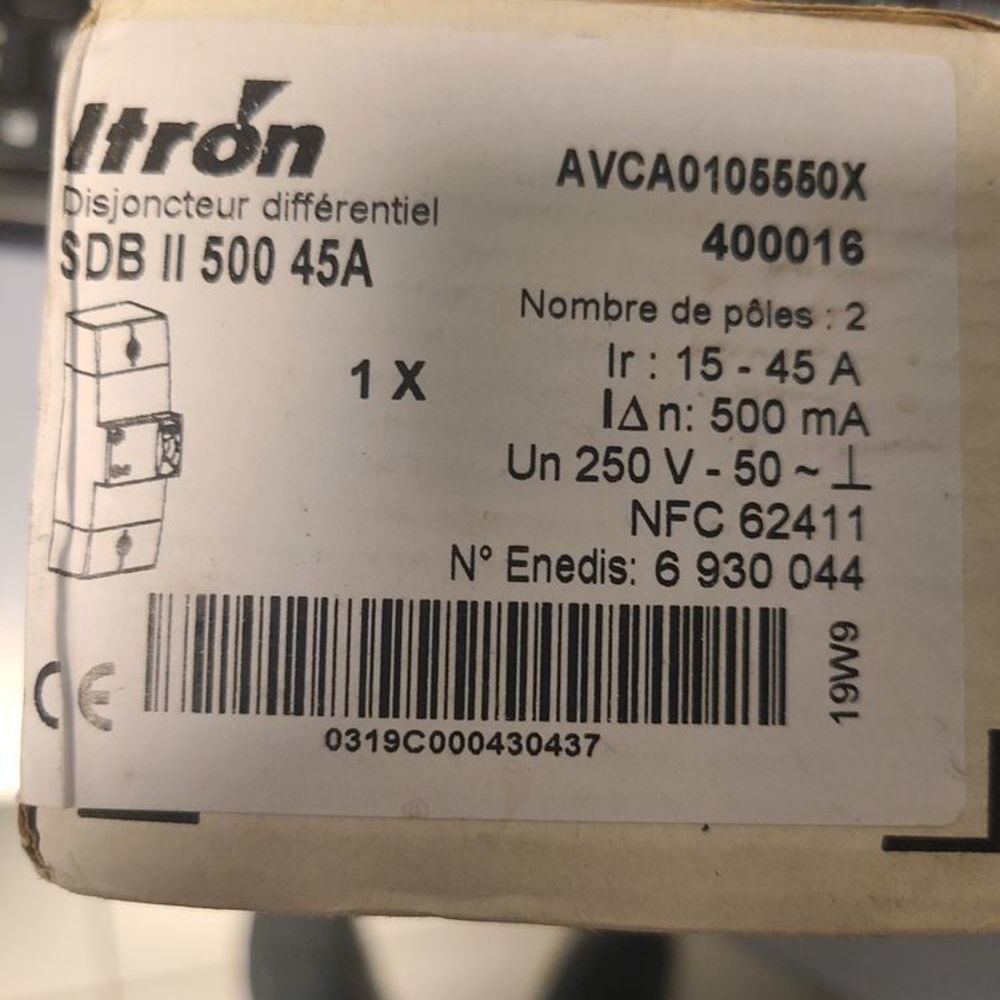 Itron
Disjoncteur différentiel
SDB II 500 45A
1 X
AVCA0105550X
400016
Nombre de pôles : 2
Ir : 15 - 45 A
I∆n: 500 mA
Un 250 V - 50 ~ ⊥
NFC 62411
N° Enedis: 6 930 044
19W9
CE
0319C000430437